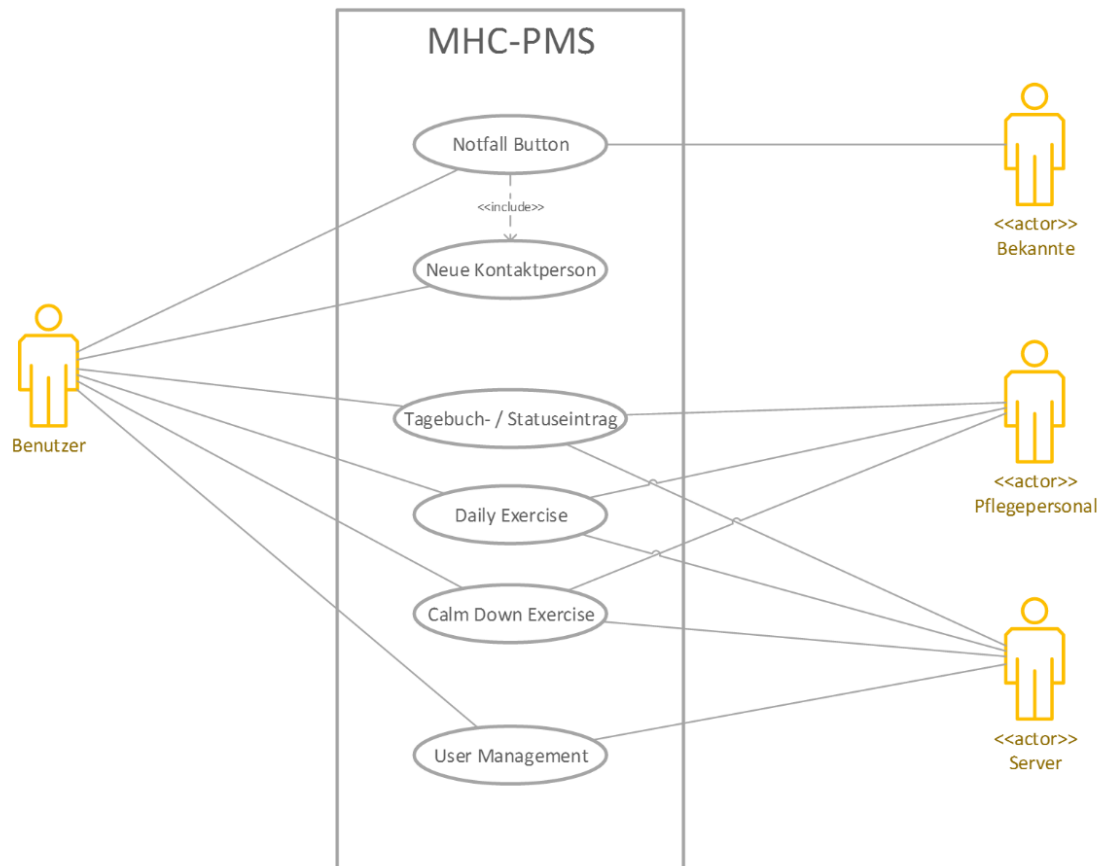 MHC-PMS
Notfall Button
<<include>>
Neue Kontaktperson
Tagebuch- / Statuseintrag
Daily Exercise
Calm Down Exercise
User Management
Benutzer
<<actor>>
Bekannte
<<actor>>
Pflegepersonal
<<actor>>
Server